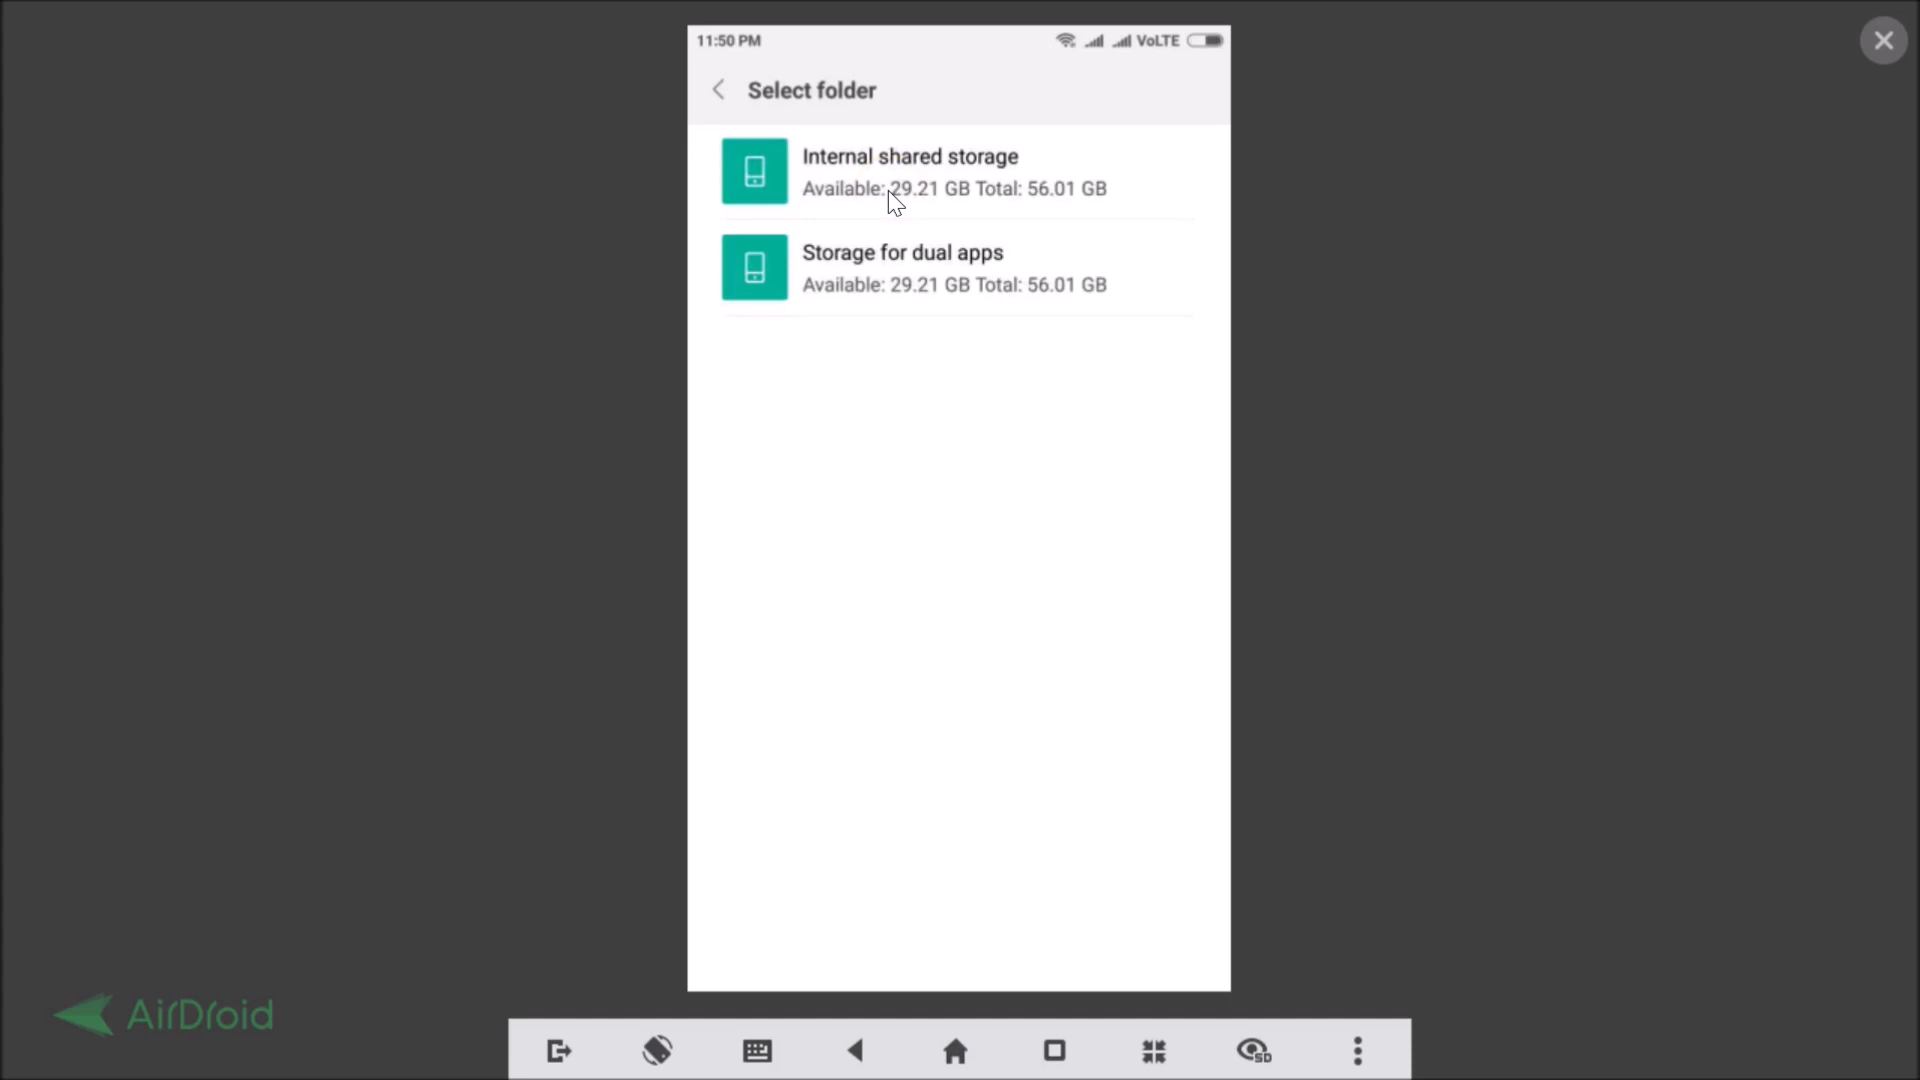 11:50 PM VoLTE
Select folder
Internal shared storage
Available: 29.21 GB Total: 56.01 GB
Storage for dual apps
Available: 29.21 GB Total: 56.01 GB
AirDroid
SD